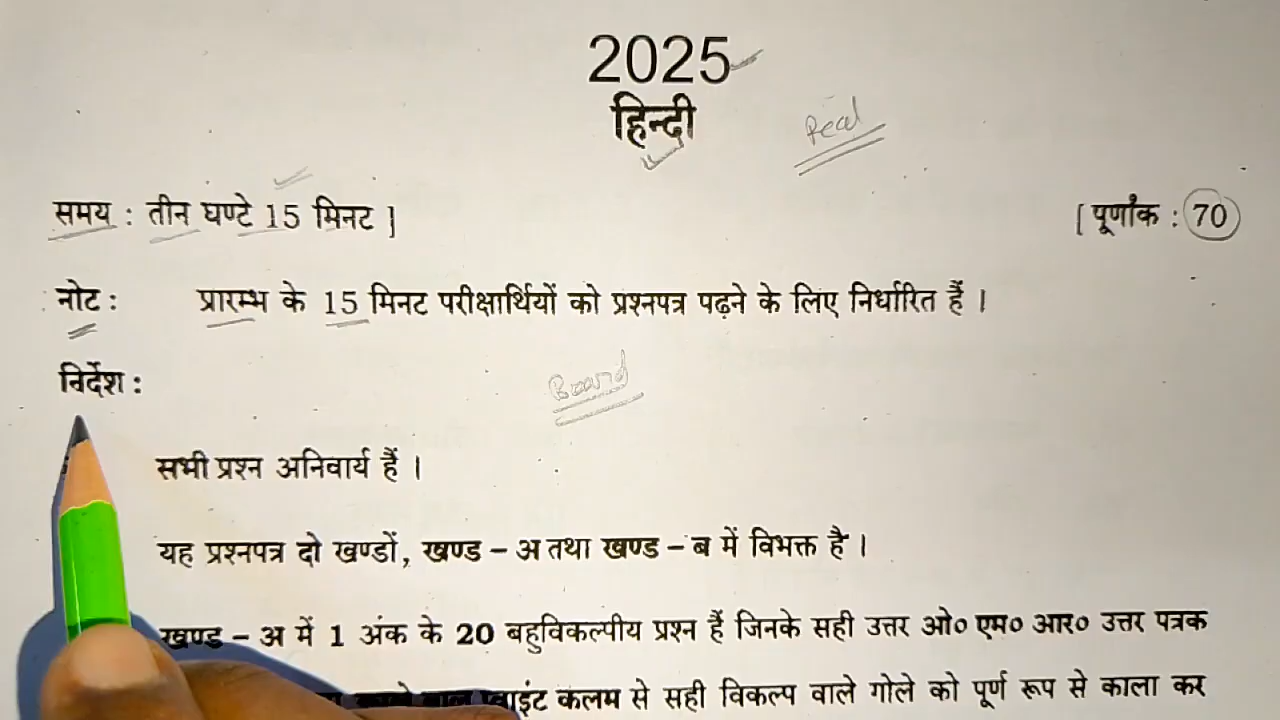 2025
हिन्दी
Real
समय : तीन घण्टे 15 मिनट ]
[ पूर्णांक : 70
नोट : प्रारम्भ के 15 मिनट परीक्षार्थियों को प्रश्नपत्र पढ़ने के लिए निर्धारित हैं ।
निर्देश :
Board
सभी प्रश्न अनिवार्य हैं ।
यह प्रश्नपत्र दो खण्डों, खण्ड – अ तथा खण्ड – ब में विभक्त है ।
खण्ड – अ में 1 अंक के 20 बहुविकल्पीय प्रश्न हैं जिनके सही उत्तर ओ० एम० आर० उत्तर पत्रक
कलम से सही विकल्प वाले गोले को पूर्ण रूप से काला कर